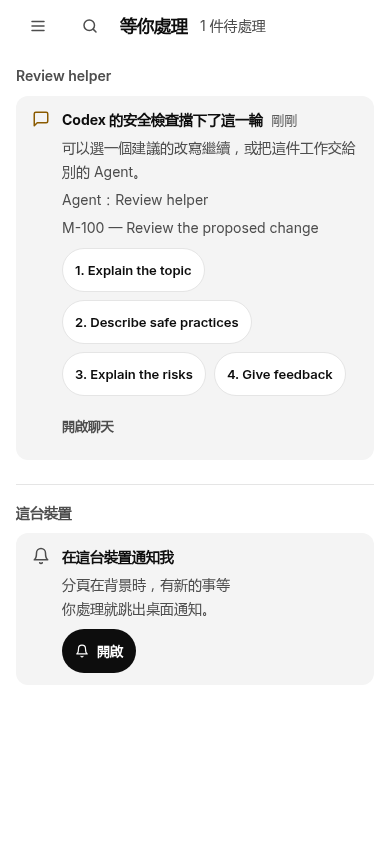 等你處理 1 件待處理
Review helper
Codex 的安全檢查擋下了這一輪 剛剛
可以選一個建議的改寫繼續，或把這件工作交給
別的 Agent。
Agent：Review helper
M-100 — Review the proposed change
1. Explain the topic
2. Describe safe practices
3. Explain the risks 4. Give feedback
開啟聊天
這台裝置
在這台裝置通知我
分頁在背景時，有新的事等
你處理就跳出桌面通知。
開啟